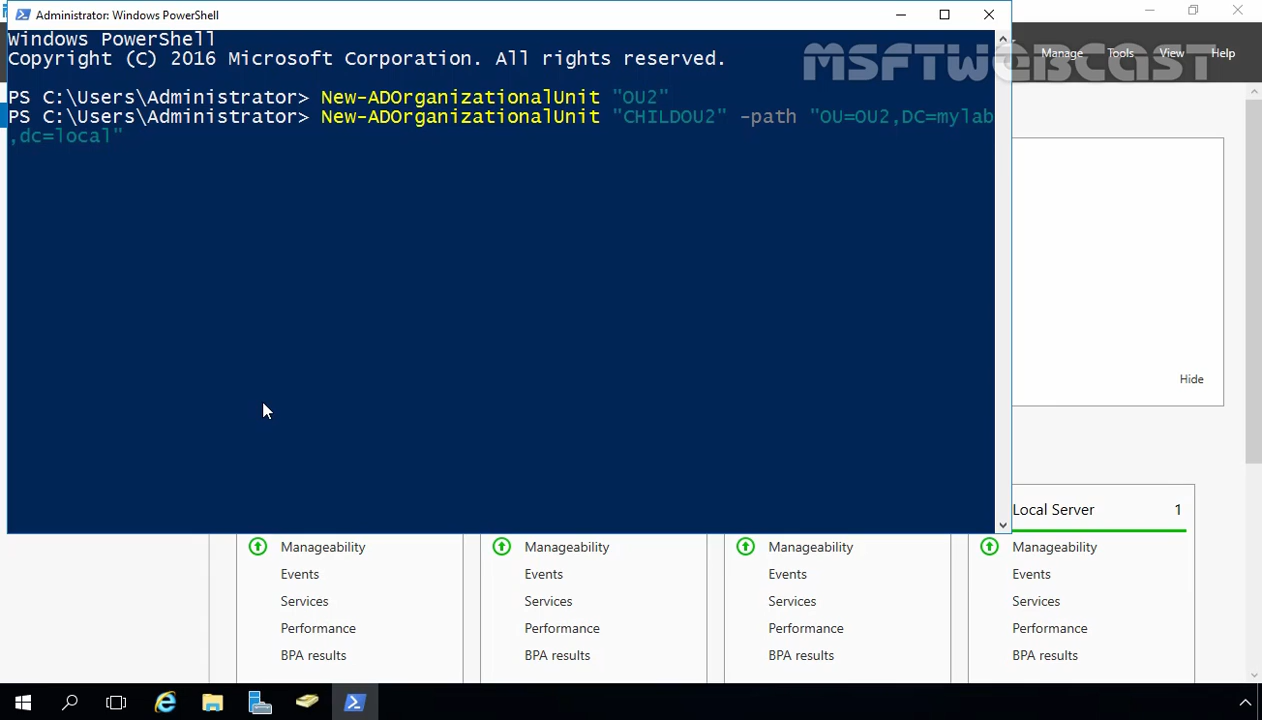 Administrator: Windows PowerShell
Windows PowerShell
Copyright (C) 2016 Microsoft Corporation. All rights reserved.
MSFTWEBCAST
Manage Tools View Help
PS C:\Users\Administrator> New-ADOrganizationalUnit "OU2"
PS C:\Users\Administrator> New-ADOrganizationalUnit "CHILDOU2" -path "OU=OU2,DC=mylab
,dc=local"
Hide
Local Server 1
Manageability Manageability Manageability Manageability
Events Events Events Events
Services Services Services Services
Performance Performance Performance Performance
BPA results BPA results BPA results BPA results